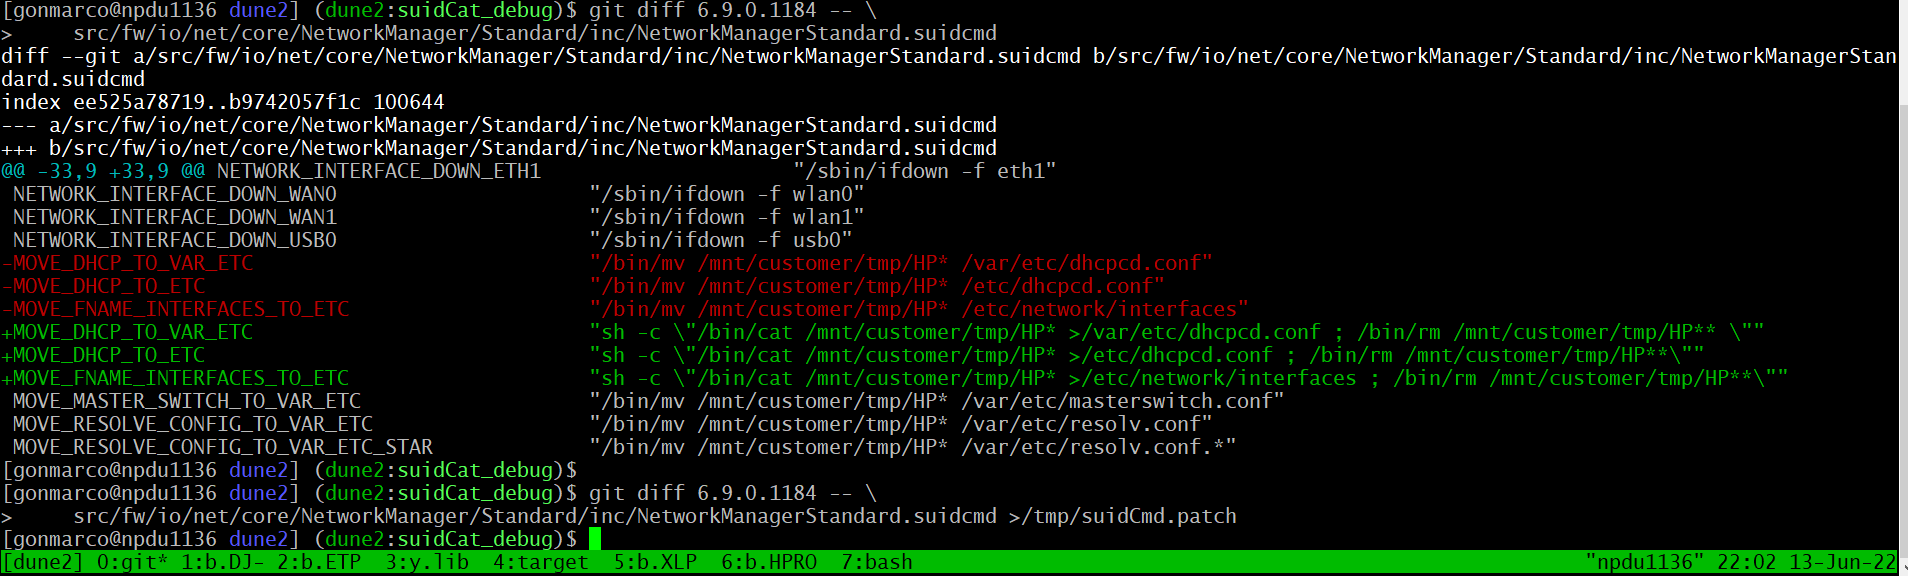 [gonmarco@npdu1136 dune2] (dune2:suidCat_debug)$ git diff 6.9.0.1184 -- \
>     src/fw/io/net/core/NetworkManager/Standard/inc/NetworkManagerStandard.suidcmd
diff --git a/src/fw/io/net/core/NetworkManager/Standard/inc/NetworkManagerStandard.suidcmd b/src/fw/io/net/core/NetworkManager/Standard/inc/NetworkManagerStan
dard.suidcmd
index ee525a78719..b9742057f1c 100644
--- a/src/fw/io/net/core/NetworkManager/Standard/inc/NetworkManagerStandard.suidcmd
+++ b/src/fw/io/net/core/NetworkManager/Standard/inc/NetworkManagerStandard.suidcmd
@@ -33,9 +33,9 @@ NETWORK_INTERFACE_DOWN_ETH1                     "/sbin/ifdown -f eth1"
 NETWORK_INTERFACE_DOWN_WAN0                     "/sbin/ifdown -f wlan0"
 NETWORK_INTERFACE_DOWN_WAN1                     "/sbin/ifdown -f wlan1"
 NETWORK_INTERFACE_DOWN_USB0                     "/sbin/ifdown -f usb0"
-MOVE_DHCP_TO_VAR_ETC                            "/bin/mv /mnt/customer/tmp/HP* /var/etc/dhcpcd.conf"
-MOVE_DHCP_TO_ETC                                "/bin/mv /mnt/customer/tmp/HP* /etc/dhcpcd.conf"
-MOVE_FNAME_INTERFACES_TO_ETC                    "/bin/mv /mnt/customer/tmp/HP* /etc/network/interfaces"
+MOVE_DHCP_TO_VAR_ETC                            "sh -c \"/bin/cat /mnt/customer/tmp/HP* >/var/etc/dhcpcd.conf ; /bin/rm /mnt/customer/tmp/HP** \""
+MOVE_DHCP_TO_ETC                                "sh -c \"/bin/cat /mnt/customer/tmp/HP* >/etc/dhcpcd.conf ; /bin/rm /mnt/customer/tmp/HP**\""
+MOVE_FNAME_INTERFACES_TO_ETC                    "sh -c \"/bin/cat /mnt/customer/tmp/HP* >/etc/network/interfaces ; /bin/rm /mnt/customer/tmp/HP**\""
 MOVE_MASTER_SWITCH_TO_VAR_ETC                   "/bin/mv /mnt/customer/tmp/HP* /var/etc/masterswitch.conf"
 MOVE_RESOLVE_CONFIG_TO_VAR_ETC                  "/bin/mv /mnt/customer/tmp/HP* /var/etc/resolv.conf"
 MOVE_RESOLVE_CONFIG_TO_VAR_ETC_STAR             "/bin/mv /mnt/customer/tmp/HP* /var/etc/resolv.conf.*"
[gonmarco@npdu1136 dune2] (dune2:suidCat_debug)$
[gonmarco@npdu1136 dune2] (dune2:suidCat_debug)$ git diff 6.9.0.1184 -- \
>     src/fw/io/net/core/NetworkManager/Standard/inc/NetworkManagerStandard.suidcmd >/tmp/suidCmd.patch
[gonmarco@npdu1136 dune2] (dune2:suidCat_debug)$
[dune2] 0:git* 1:b.DJ- 2:b.ETP  3:y.lib  4:target  5:b.XLP  6:b.HPRO  7:bash "npdu1136" 22:02 13-Jun-22